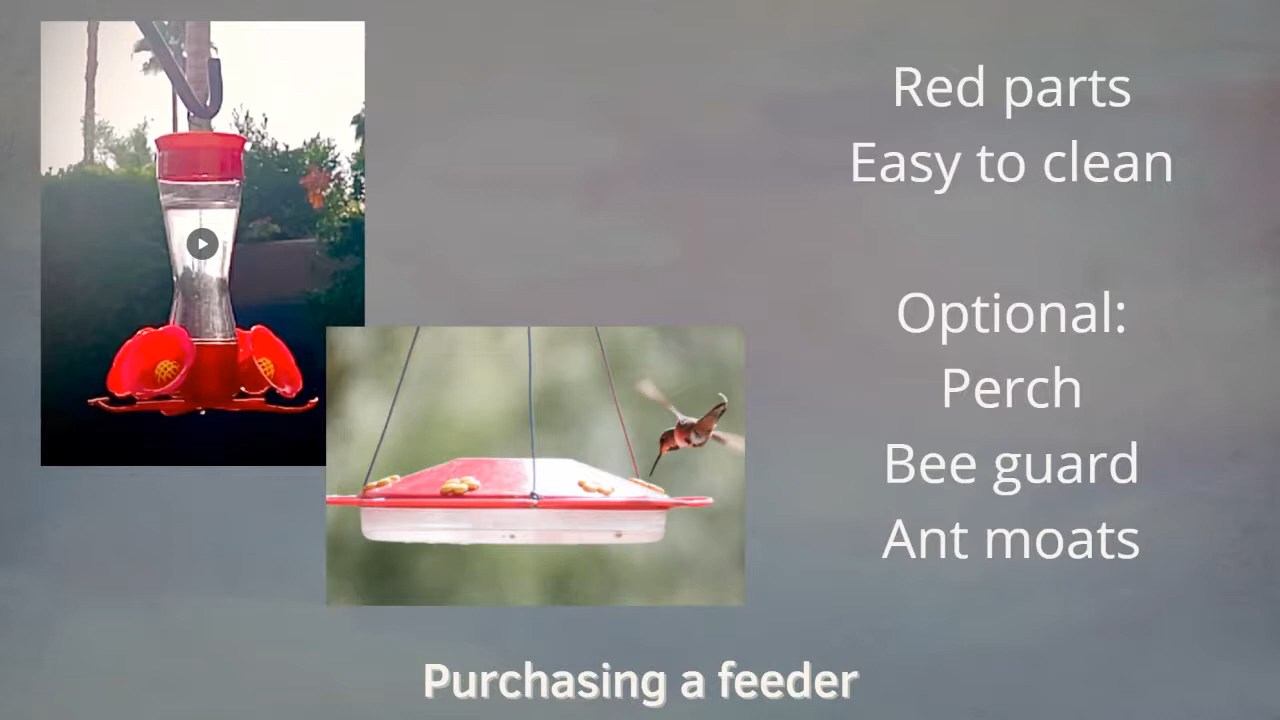 Red parts
Easy to clean
Optional:
Perch
Bee guard
Ant moats
Purchasing a feeder